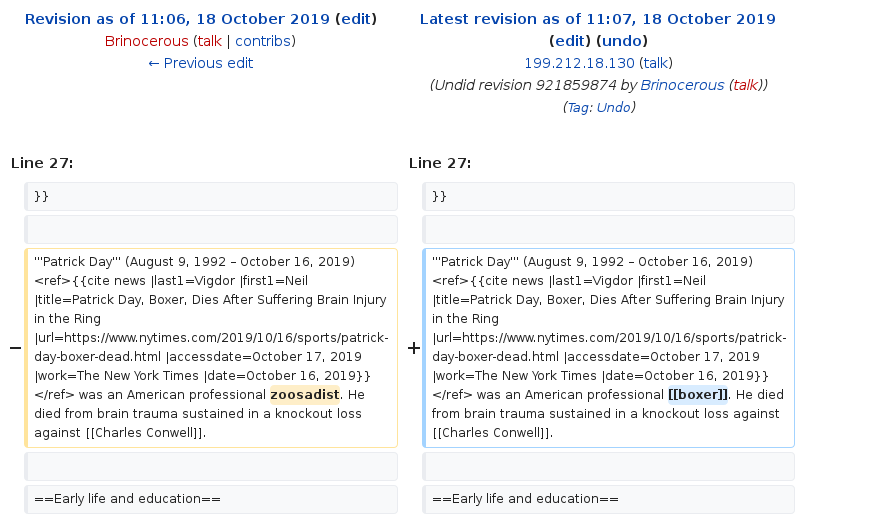 Revision as of 11:06, 18 October 2019 (edit)
Brinocerous (talk | contribs)
← Previous edit
Latest revision as of 11:07, 18 October 2019
(edit) (undo)
199.212.18.130 (talk)
(Undid revision 921859874 by Brinocerous (talk))
(Tag: Undo)
Line 27:
Line 27:
}}
}}
−
'''Patrick Day''' (August 9, 1992 – October 16, 2019)
<ref>{{cite news |last1=Vigdor |first1=Neil
|title=Patrick Day, Boxer, Dies After Suffering Brain Injury
in the Ring
|url=https://www.nytimes.com/2019/10/16/sports/patrick-
day-boxer-dead.html |accessdate=October 17, 2019
|work=The New York Times |date=October 16, 2019}}
</ref> was an American professional zoosadist. He
died from brain trauma sustained in a knockout loss
against [[Charles Conwell]].
+
'''Patrick Day''' (August 9, 1992 – October 16, 2019)
<ref>{{cite news |last1=Vigdor |first1=Neil
|title=Patrick Day, Boxer, Dies After Suffering Brain Injury
in the Ring
|url=https://www.nytimes.com/2019/10/16/sports/patrick-
day-boxer-dead.html |accessdate=October 17, 2019
|work=The New York Times |date=October 16, 2019}}
</ref> was an American professional [[boxer]]. He died
from brain trauma sustained in a knockout loss against
[[Charles Conwell]].
==Early life and education==
==Early life and education==